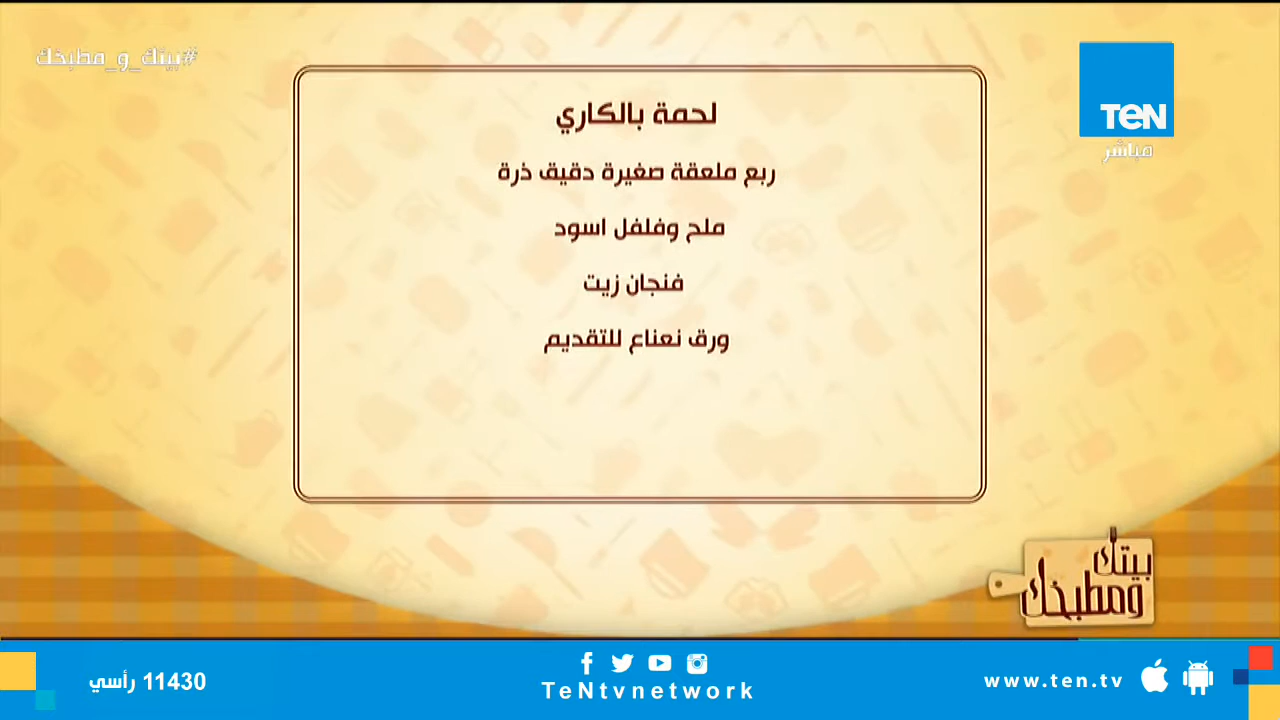 #بيتك_و_مطبخك
TeN
مباشر
لحمة بالكاري
ربع ملعقة صغيرة دقيق ذرة
ملح وفلفل اسود
فنجان زيت
ورق نعناع للتقديم
بيتك
ومطبخك
11430 رأسي
TeNtvnetwork
www.ten.tv